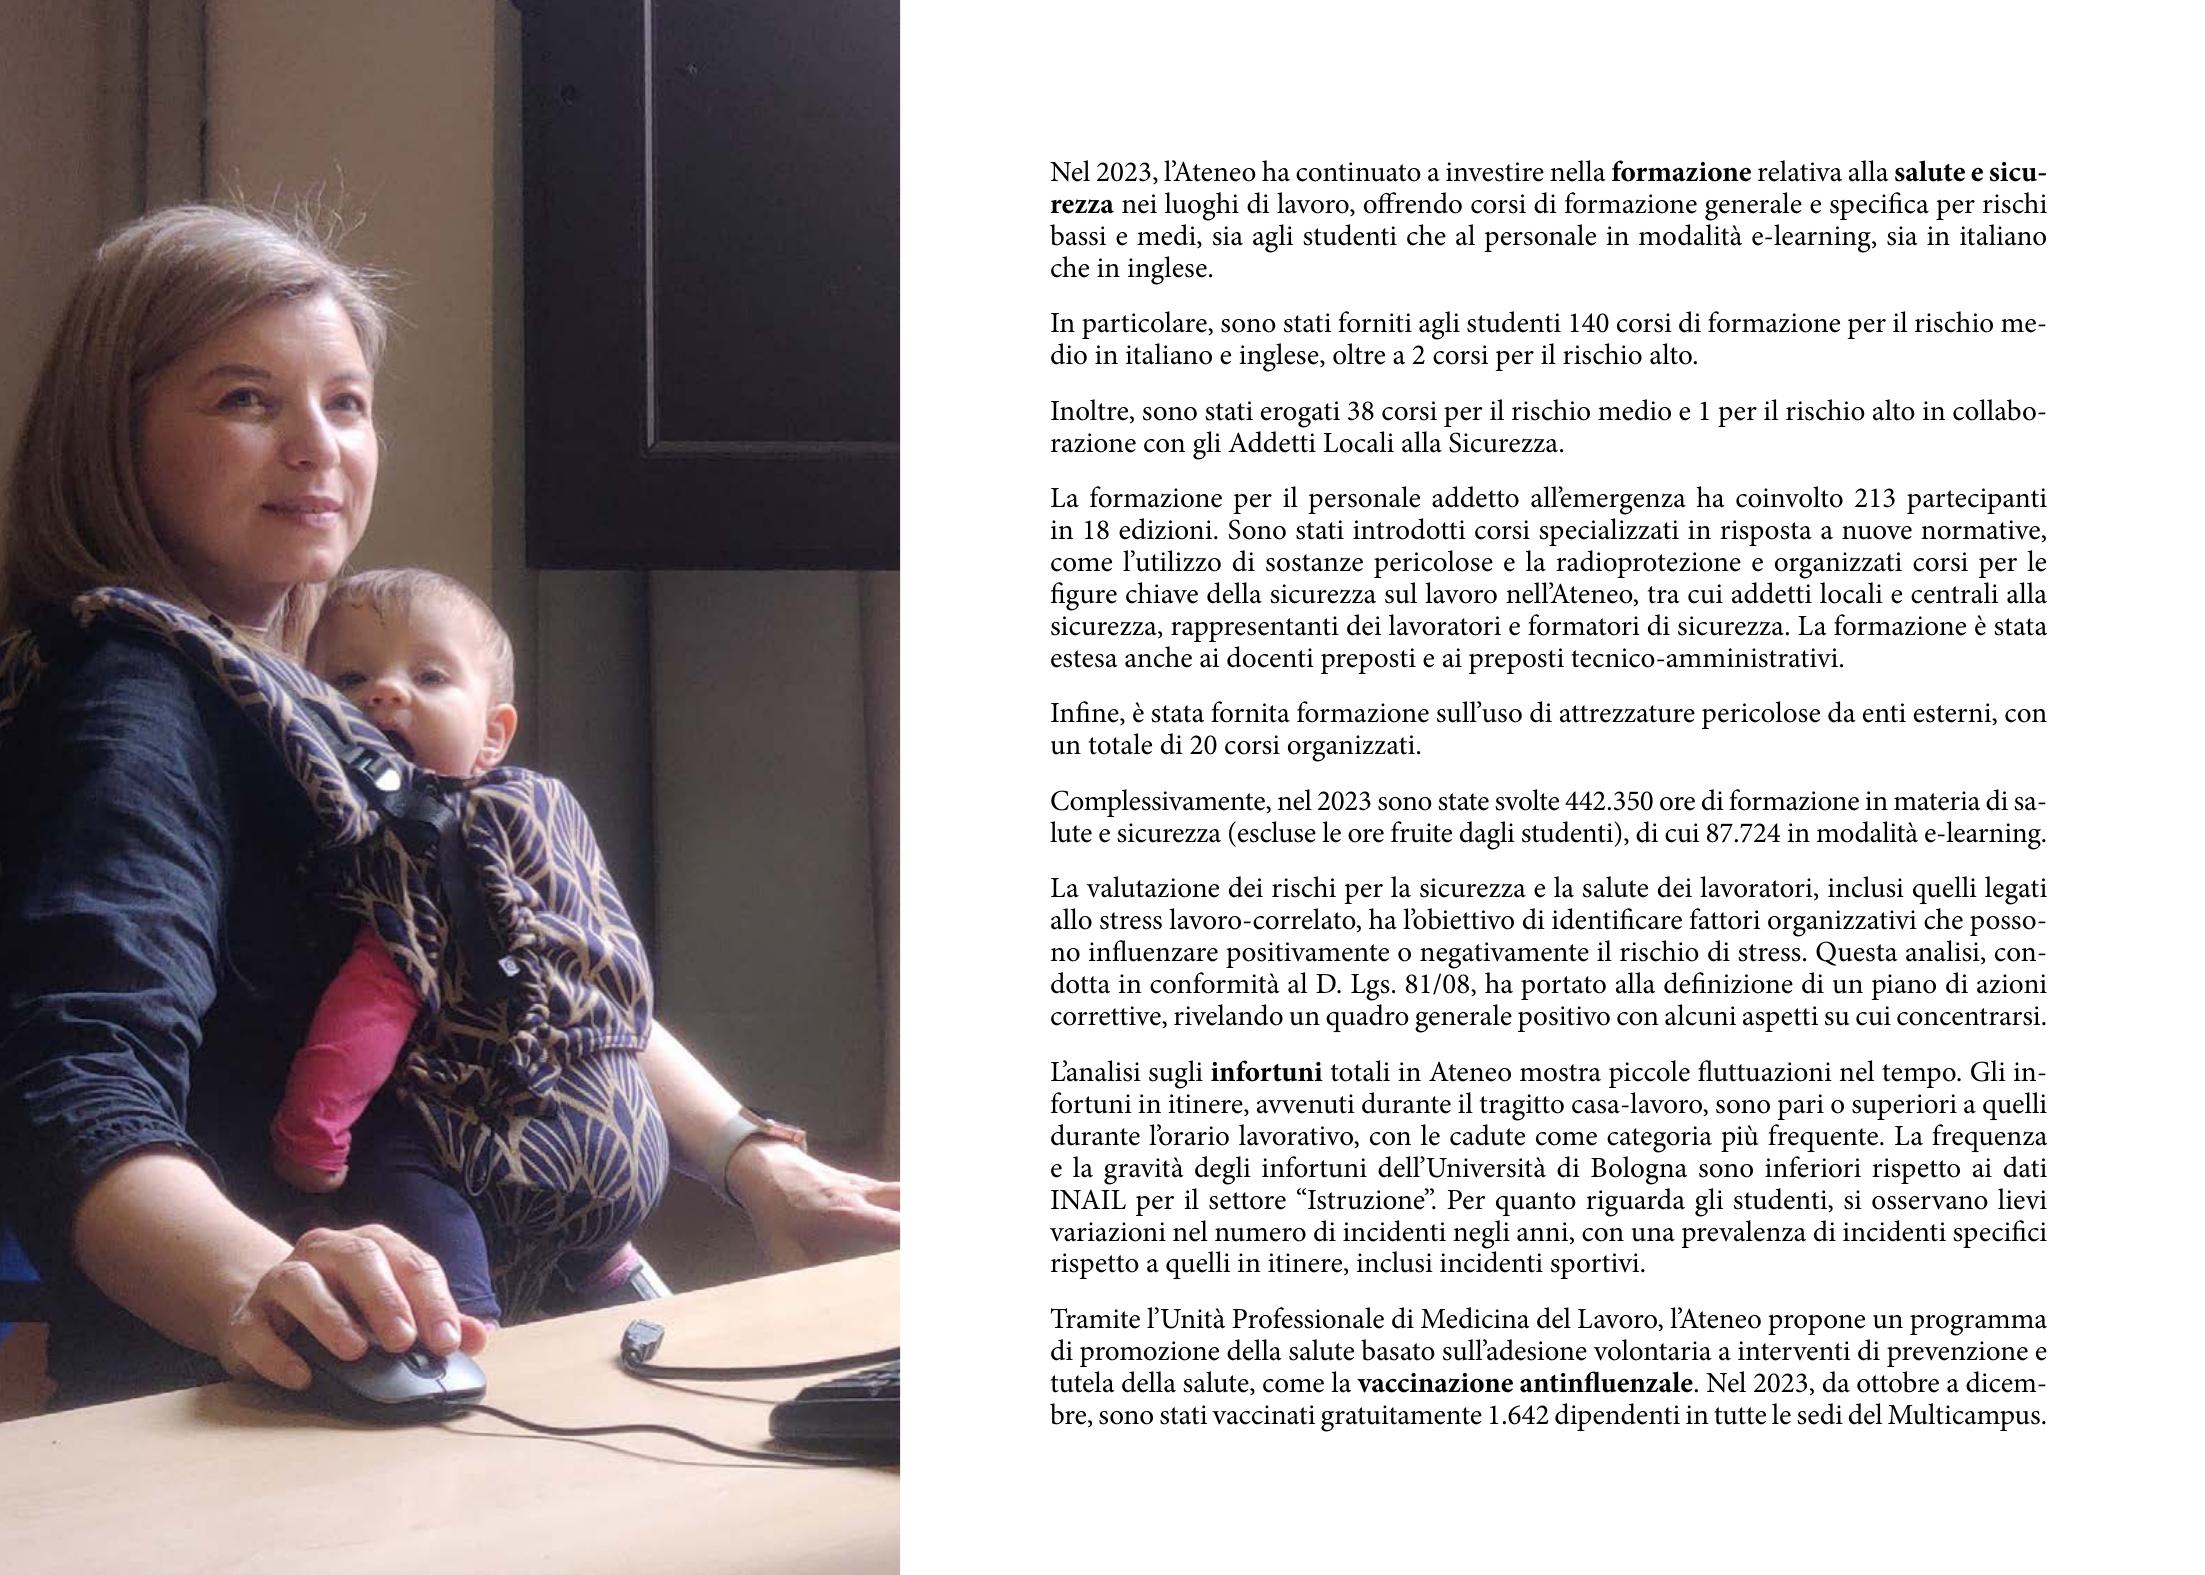 Nel 2023, l’Ateneo ha continuato a investire nella formazione relativa alla salute e sicu-
rezza nei luoghi di lavoro, offrendo corsi di formazione generale e specifica per rischi
bassi e medi, sia agli studenti che al personale in modalità e-learning, sia in italiano
che in inglese.
In particolare, sono stati forniti agli studenti 140 corsi di formazione per il rischio me-
dio in italiano e inglese, oltre a 2 corsi per il rischio alto.
Inoltre, sono stati erogati 38 corsi per il rischio medio e 1 per il rischio alto in collabo-
razione con gli Addetti Locali alla Sicurezza.
La formazione per il personale addetto all’emergenza ha coinvolto 213 partecipanti
in 18 edizioni. Sono stati introdotti corsi specializzati in risposta a nuove normative,
come l’utilizzo di sostanze pericolose e la radioprotezione e organizzati corsi per le
figure chiave della sicurezza sul lavoro nell’Ateneo, tra cui addetti locali e centrali alla
sicurezza, rappresentanti dei lavoratori e formatori di sicurezza. La formazione è stata
estesa anche ai docenti preposti e ai preposti tecnico-amministrativi.
Infine, è stata fornita formazione sull’uso di attrezzature pericolose da enti esterni, con
un totale di 20 corsi organizzati.
Complessivamente, nel 2023 sono state svolte 442.350 ore di formazione in materia di sa-
lute e sicurezza (escluse le ore fruite dagli studenti), di cui 87.724 in modalità e-learning.
La valutazione dei rischi per la sicurezza e la salute dei lavoratori, inclusi quelli legati
allo stress lavoro-correlato, ha l’obiettivo di identificare fattori organizzativi che posso-
no influenzare positivamente o negativamente il rischio di stress. Questa analisi, con-
dotta in conformità al D. Lgs. 81/08, ha portato alla definizione di un piano di azioni
correttive, rivelando un quadro generale positivo con alcuni aspetti su cui concentrarsi.
L’analisi sugli infortuni totali in Ateneo mostra piccole fluttuazioni nel tempo. Gli in-
fortuni in itinere, avvenuti durante il tragitto casa-lavoro, sono pari o superiori a quelli
durante l’orario lavorativo, con le cadute come categoria più frequente. La frequenza
e la gravità degli infortuni dell’Università di Bologna sono inferiori rispetto ai dati
INAIL per il settore “Istruzione”. Per quanto riguarda gli studenti, si osservano lievi
variazioni nel numero di incidenti negli anni, con una prevalenza di incidenti specifici
rispetto a quelli in itinere, inclusi incidenti sportivi.
Tramite l’Unità Professionale di Medicina del Lavoro, l’Ateneo propone un programma
di promozione della salute basato sull’adesione volontaria a interventi di prevenzione e
tutela della salute, come la vaccinazione antinfluenzale. Nel 2023, da ottobre a dicem-
bre, sono stati vaccinati gratuitamente 1.642 dipendenti in tutte le sedi del Multicampus.